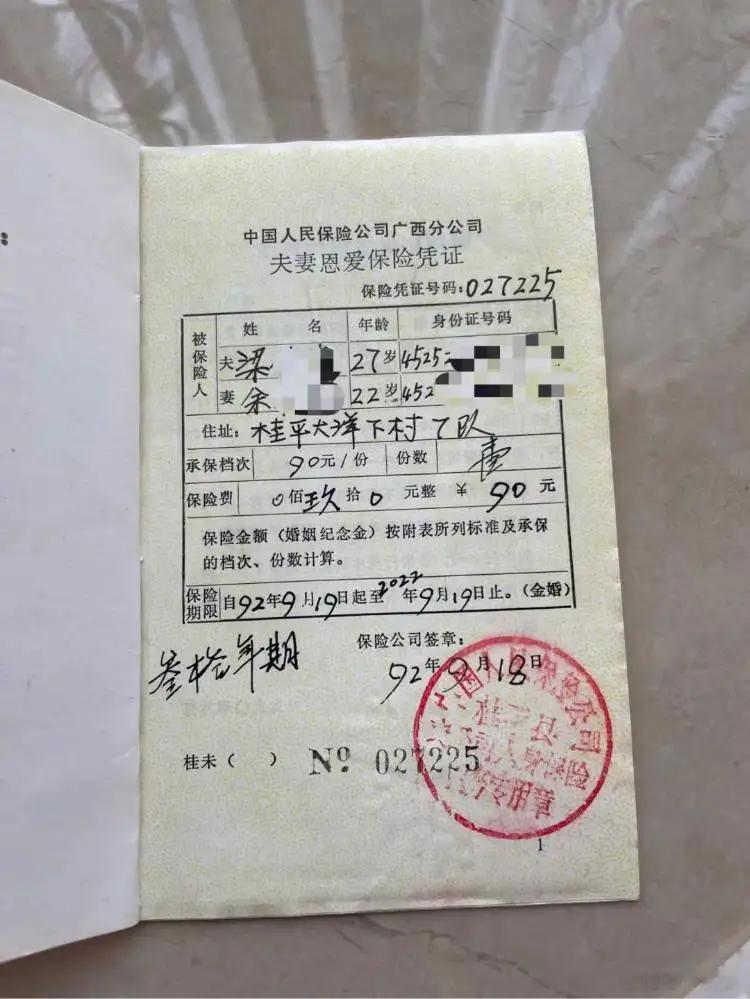 中国人民保险公司广西分公司
夫妻恩爱保险凭证
保险凭证号码:027225
被保险人 姓 名 年龄 身份证号码
夫 梁 27岁 4525
妻 余 22岁 452
住址: 桂平大洋下村7队
承保档次 90元/份 份数 壹
保险费 0佰玖拾0元整 ¥ 90元
保险金额(婚姻纪念金)按附表所列标准及承保
的档次、份数计算。
保险期限 自92年9月19日起至2022年9月19日止。(金婚)
叁拾年期
保险公司签章:
92年9月18日
桂未( ) № 027225
1